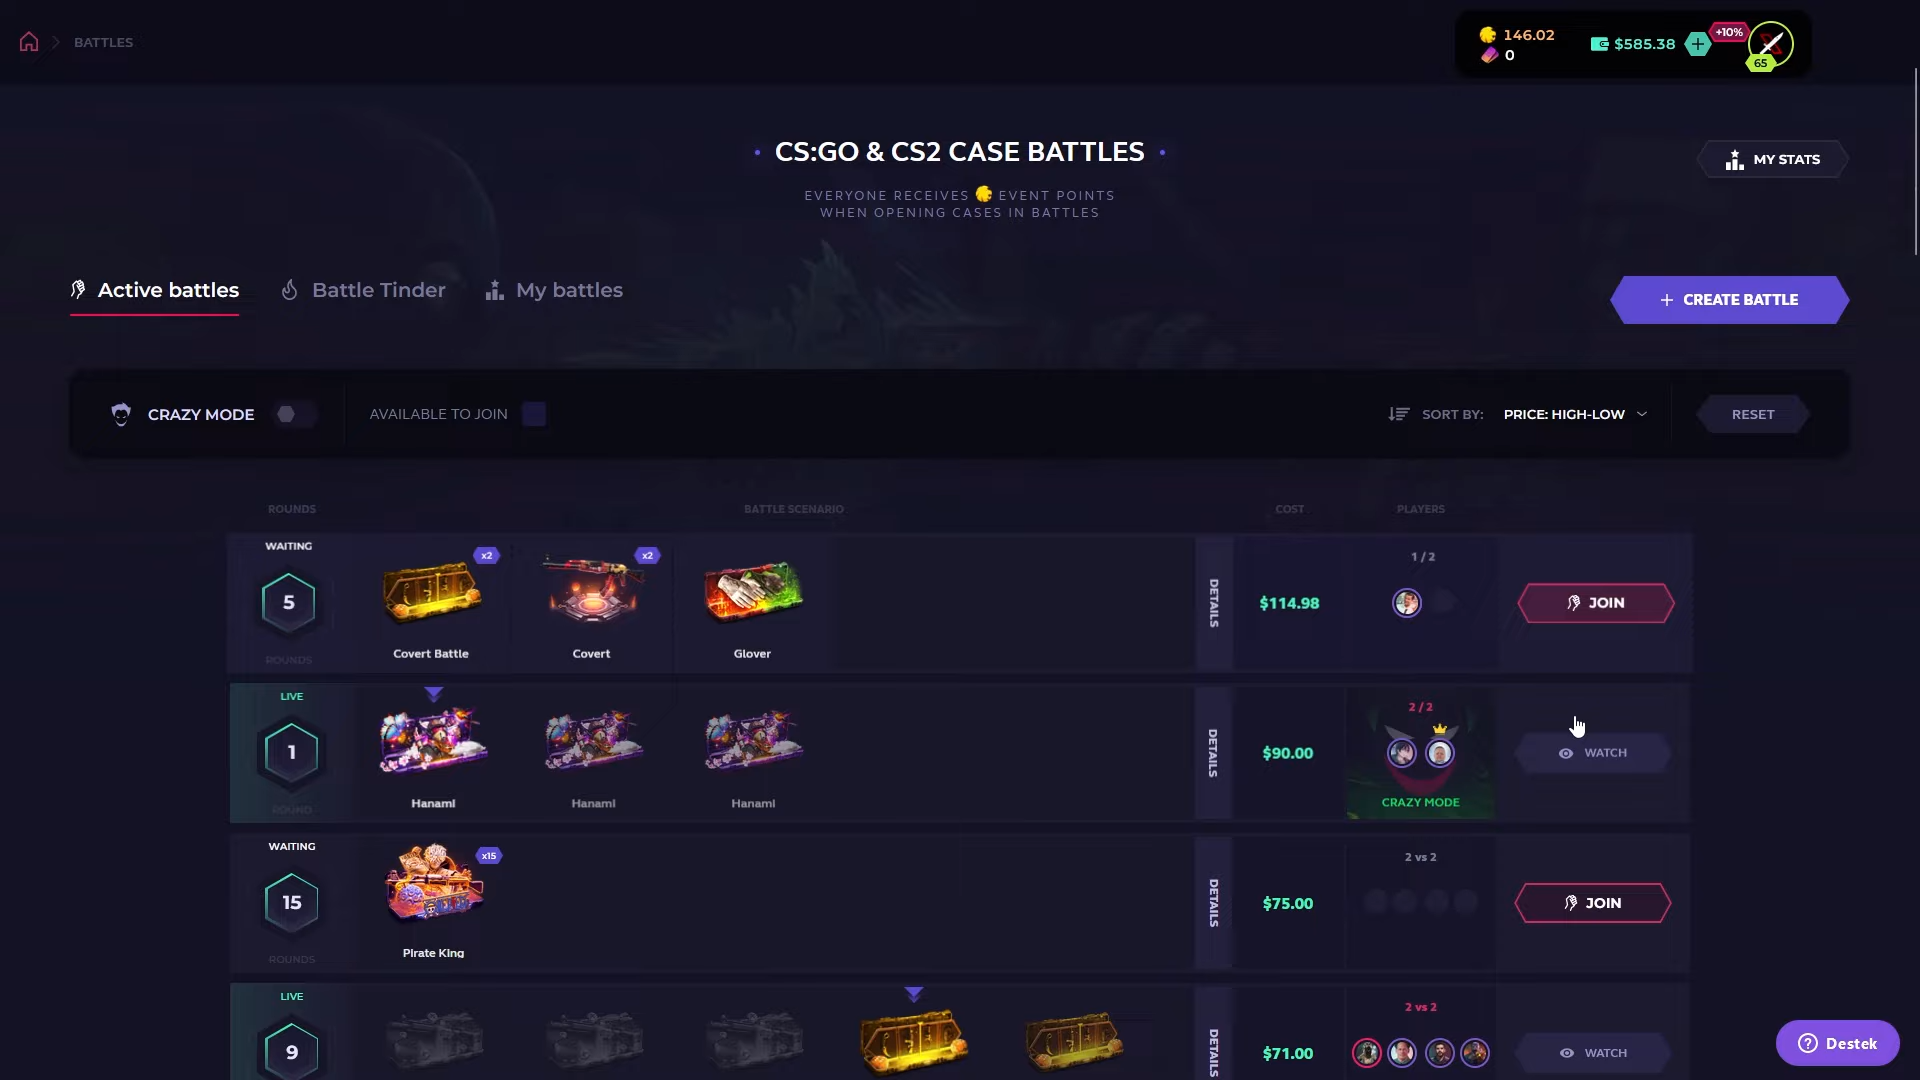 BATTLES
146.02
0
$585.38
+10%
65
CS:GO & CS2 CASE BATTLES
EVERYONE RECEIVES EVENT POINTS
WHEN OPENING CASES IN BATTLES
MY STATS
Active battles
Battle Tinder
My battles
+ CREATE BATTLE
CRAZY MODE
AVAILABLE TO JOIN
SORT BY: PRICE: HIGH-LOW
RESET
ROUNDS
BATTLE SCENARIO
COST
PLAYERS
WAITING
5
ROUNDS
x2
Covert Battle
x2
Covert
Glover
DETAILS
$114.98
1 / 2
JOIN
LIVE
1
ROUND
Hanami
Hanami
Hanami
DETAILS
$90.00
2 / 2
CRAZY MODE
WATCH
WAITING
15
ROUNDS
x15
Pirate King
DETAILS
$75.00
2 vs 2
JOIN
LIVE
9
DETAILS
$71.00
2 vs 2
WATCH
Destek